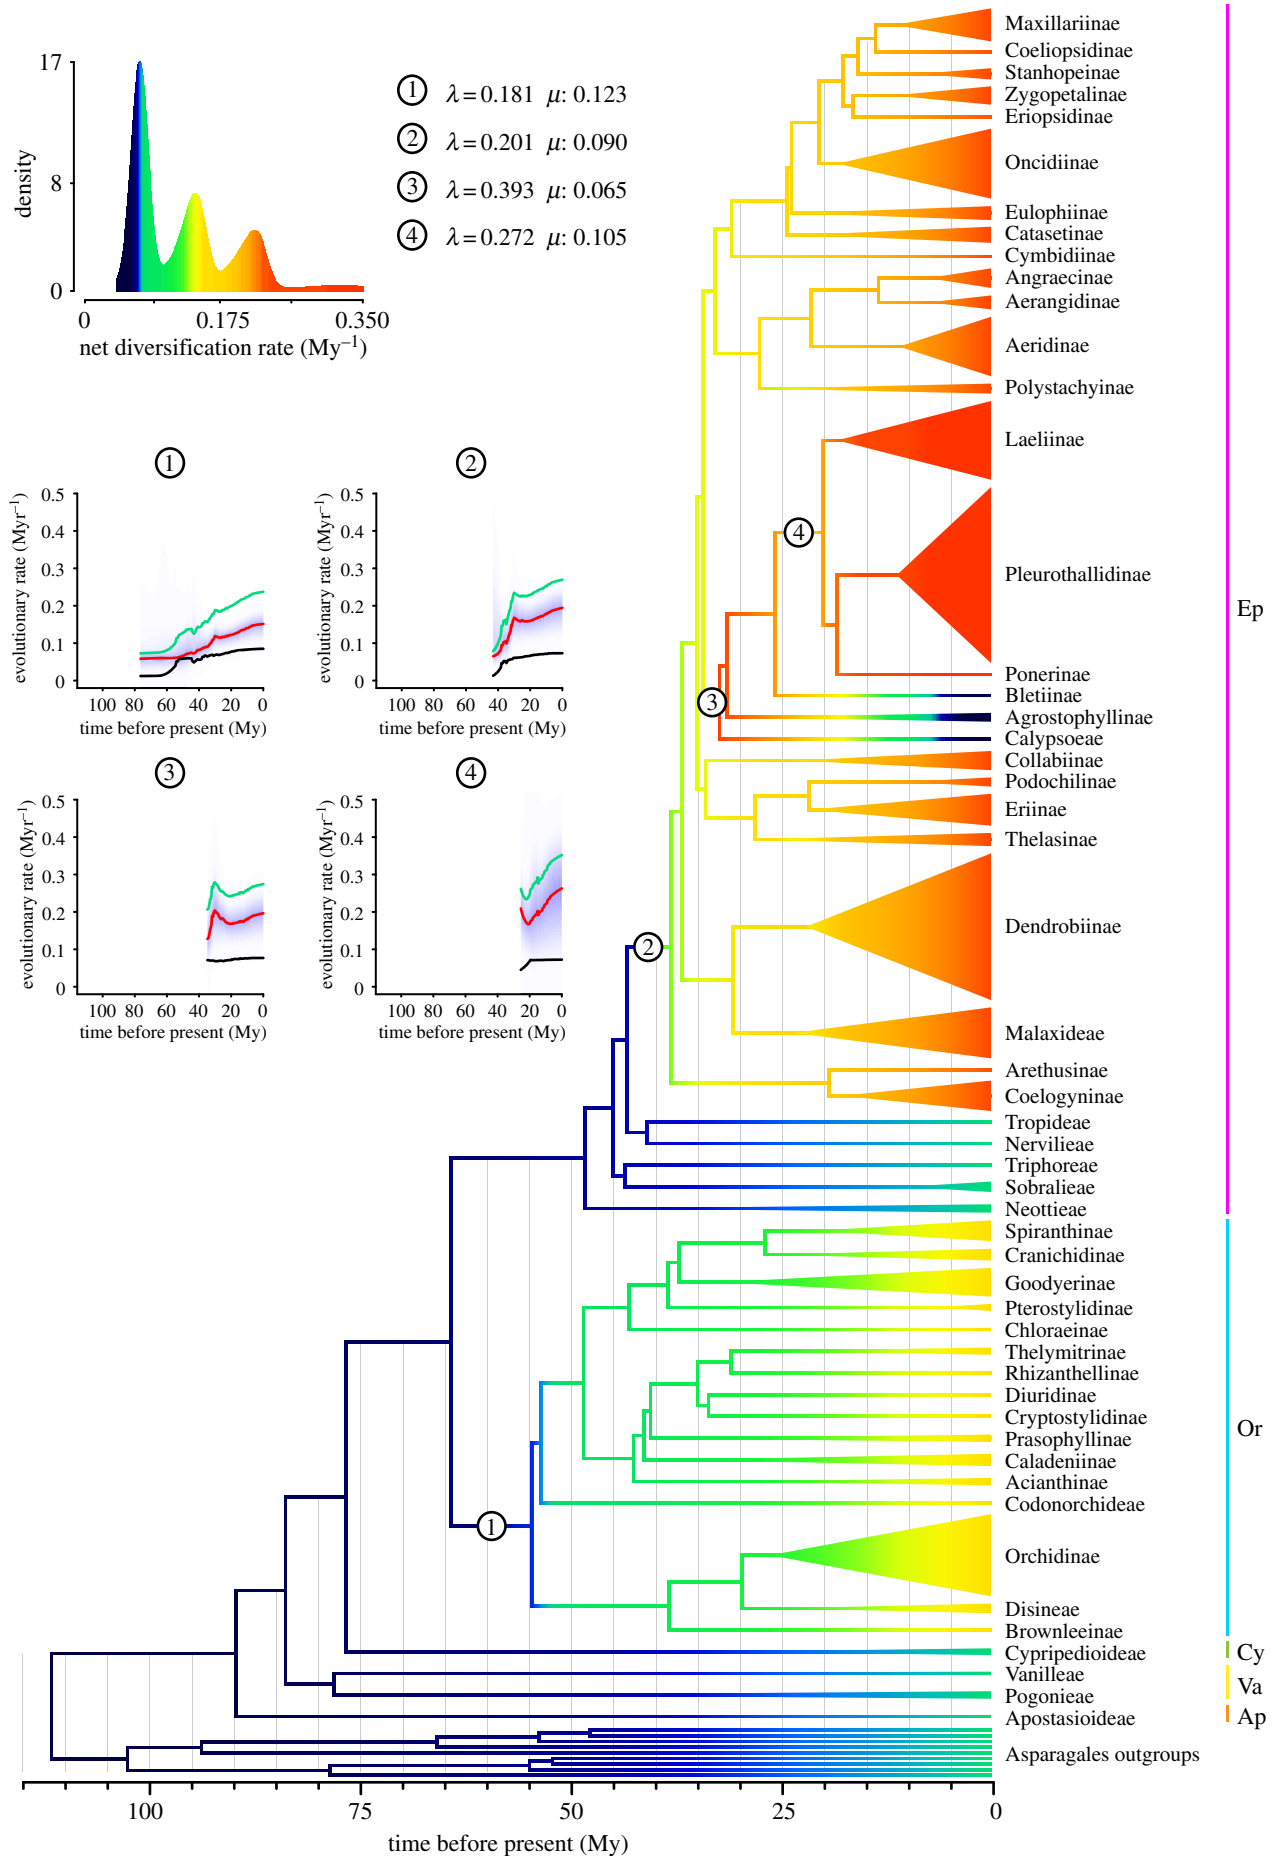 17
8
0
density
0
0.175
0.350
net diversification rate (My⁻¹)
1 λ=0.181 μ: 0.123
2 λ=0.201 μ: 0.090
3 λ=0.393 μ: 0.065
4 λ=0.272 μ: 0.105
1
evolutionary rate (Myr⁻¹)
0.5
0.4
0.3
0.2
0.1
0
100 80 60 40 20 0
time before present (My)
2
evolutionary rate (Myr⁻¹)
0.5
0.4
0.3
0.2
0.1
0
100 80 60 40 20 0
time before present (My)
3
evolutionary rate (Myr⁻¹)
0.5
0.4
0.3
0.2
0.1
0
100 80 60 40 20 0
time before present (My)
4
evolutionary rate (Myr⁻¹)
0.5
0.4
0.3
0.2
0.1
0
100 80 60 40 20 0
time before present (My)
4
3
2
1
Maxillariinae
Coeliopsidinae
Stanhopeinae
Zygopetalinae
Eriopsidinae
Oncidiinae
Eulophiinae
Catasetinae
Cymbidiinae
Angraecinae
Aerangidinae
Aeridinae
Polystachyinae
Laeliinae
Pleurothallidinae
Ponerinae
Bletiinae
Agrostophyllinae
Calypsoeae
Collabiinae
Podochilinae
Eriinae
Thelasinae
Dendrobiinae
Malaxideae
Arethusinae
Coelogyninae
Tropideae
Nervilieae
Triphoreae
Sobralieae
Neottieae
Spiranthinae
Cranichidinae
Goodyerinae
Pterostylidinae
Chloraeinae
Thelymitrinae
Rhizanthellinae
Diuridinae
Cryptostylidinae
Prasophyllinae
Caladeniinae
Acianthinae
Codonorchideae
Orchidinae
Disineae
Brownleeinae
Cypripedioideae
Vanilleae
Pogonieae
Apostasioideae
Asparagales outgroups
Ep
Or
Cy
Va
Ap
100 75 50 25 0
time before present (My)